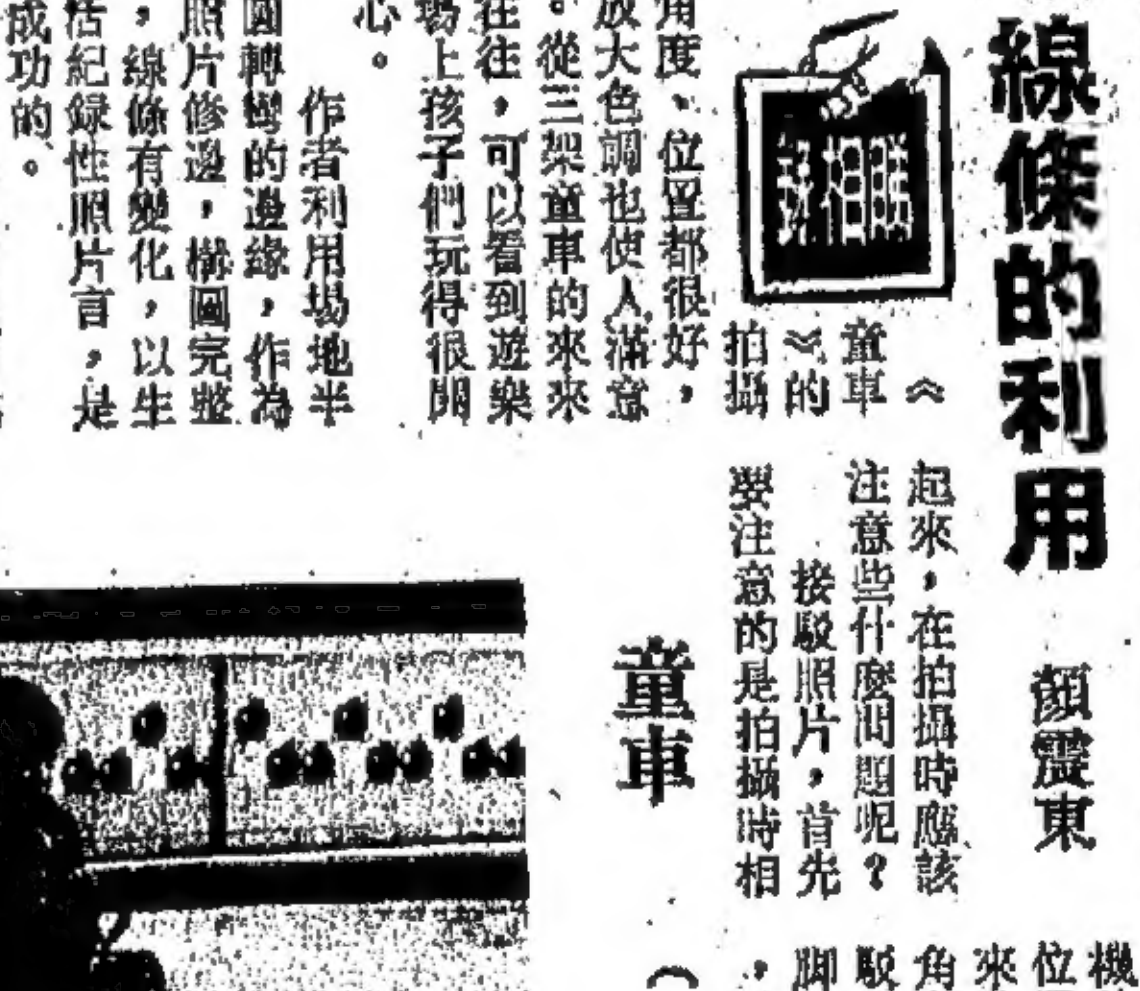 線條的利用
顏震東
《
童車
》的
拍攝
角度、位置都很好，
放大色調也使人滿意
。從三架童車的來來
往往，可以看到遊樂
場上孩子們玩得很開
心。
作者利用場地半
圓轉彎的邊緣，作為
照片修邊，構圖完整
，線條有變化，以生
活紀録性照片言，是
成功的。
起來，在拍攝時應該
注意些什麼問題呢？
接駁照片，首先
要注意的是拍攝時相
童車
機
位
來
角
駁
脚
，
（